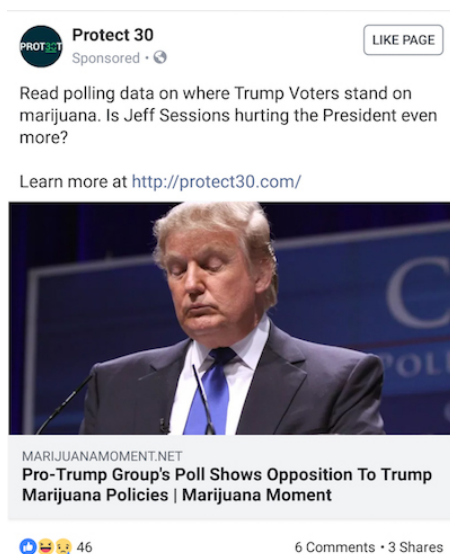 PROT30T
Protect 30
LIKE PAGE
Sponsored ·
Read polling data on where Trump Voters stand on
marijuana. Is Jeff Sessions hurting the President even
more?
Learn more at http://protect30.com/
C
POLI
MARIJUANAMOMENT.NET
Pro-Trump Group's Poll Shows Opposition To Trump
Marijuana Policies | Marijuana Moment
46
6 Comments • 3 Shares